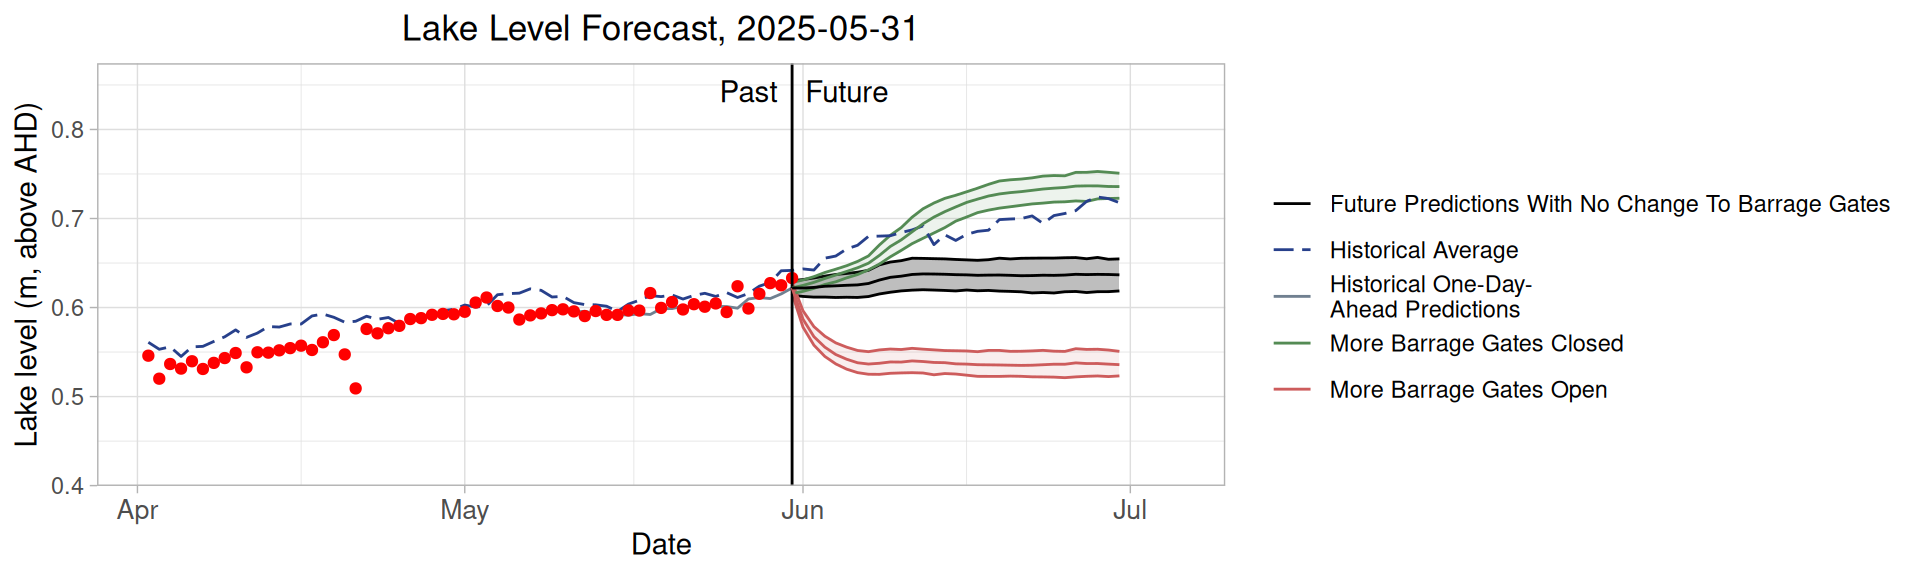 Lake Level Forecast, 2025-05-31
Past
Future
Lake level (m, above AHD)
0.8
0.7
0.6
0.5
0.4
Apr
May
Jun
Jul
Date
Future Predictions With No Change To Barrage Gates
Historical Average
Historical One-Day-
Ahead Predictions
More Barrage Gates Closed
More Barrage Gates Open